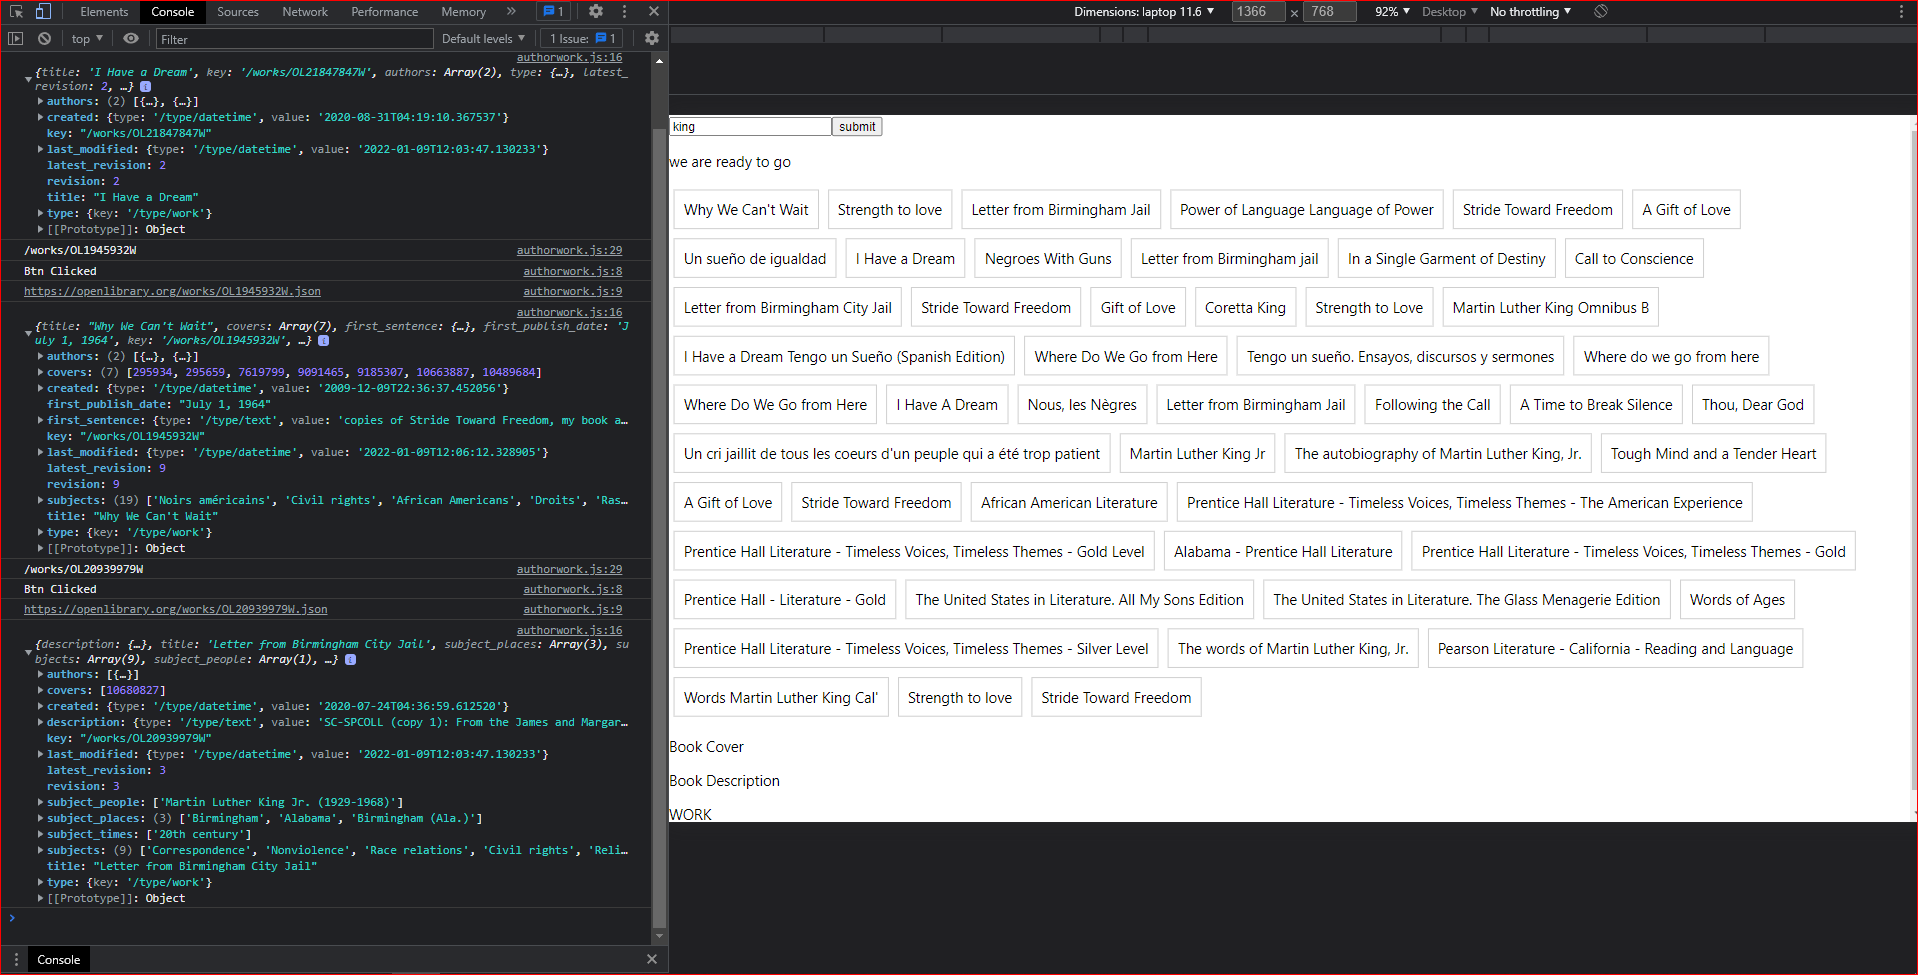 Elements Console Sources Network Performance Memory » 1
top ▼ Filter Default levels ▼ 1 Issue: 1
authorwork.js:16
{title: 'I Have a Dream', key: '/works/OL21847847W', authors: Array(2), type: {…}, latest_
revision: 2, …}
authors: (2) [{…}, {…}]
created: {type: '/type/datetime', value: '2020-08-31T04:19:10.367537'}
key: "/works/OL21847847W"
last_modified: {type: '/type/datetime', value: '2022-01-09T12:03:47.130233'}
latest_revision: 2
revision: 2
title: "I Have a Dream"
type: {key: '/type/work'}
[[Prototype]]: Object
/works/OL1945932W authorwork.js:29
Btn Clicked authorwork.js:8
https://openlibrary.org/works/OL1945932W.json authorwork.js:9
authorwork.js:16
{title: "Why We Can't Wait", covers: Array(7), first_sentence: {…}, first_publish_date: 'J
uly 1, 1964', key: '/works/OL1945932W', …}
authors: (2) [{…}, {…}]
covers: (7) [295934, 295659, 7619799, 9091465, 9185307, 10663887, 10489684]
created: {type: '/type/datetime', value: '2009-12-09T22:36:37.452056'}
first_publish_date: "July 1, 1964"
first_sentence: {type: '/type/text', value: 'copies of Stride Toward Freedom, my book a…
key: "/works/OL1945932W"
last_modified: {type: '/type/datetime', value: '2022-01-09T12:06:12.328905'}
latest_revision: 9
revision: 9
subjects: (19) ['Noirs américains', 'Civil rights', 'African Americans', 'Droits', 'Ras…
title: "Why We Can't Wait"
type: {key: '/type/work'}
[[Prototype]]: Object
/works/OL20939979W authorwork.js:29
Btn Clicked authorwork.js:8
https://openlibrary.org/works/OL20939979W.json authorwork.js:9
authorwork.js:16
{description: {…}, title: 'Letter from Birmingham City Jail', subject_places: Array(3), su
bjects: Array(9), subject_people: Array(1), …}
authors: [{…}]
covers: [10680827]
created: {type: '/type/datetime', value: '2020-07-24T04:36:59.612520'}
description: {type: '/type/text', value: 'SC-SPCOLL (copy 1): From the James and Margar…
key: "/works/OL20939979W"
last_modified: {type: '/type/datetime', value: '2022-01-09T12:03:47.130233'}
latest_revision: 3
revision: 3
subject_people: ['Martin Luther King Jr. (1929-1968)']
subject_places: (3) ['Birmingham', 'Alabama', 'Birmingham (Ala.)']
subject_times: ['20th century']
subjects: (9) ['Correspondence', 'Nonviolence', 'Race relations', 'Civil rights', 'Reli…
title: "Letter from Birmingham City Jail"
type: {key: '/type/work'}
[[Prototype]]: Object
Console
Dimensions: laptop 11.6 ▼ 1366 × 768 92% ▼ Desktop ▼ No throttling ▼
king submit
we are ready to go
Why We Can't Wait Strength to love Letter from Birmingham Jail Power of Language Language of Power Stride Toward Freedom A Gift of Love
Un sueño de igualdad I Have a Dream Negroes With Guns Letter from Birmingham jail In a Single Garment of Destiny Call to Conscience
Letter from Birmingham City Jail Stride Toward Freedom Gift of Love Coretta King Strength to Love Martin Luther King Omnibus B
I Have a Dream Tengo un Sueño (Spanish Edition) Where Do We Go from Here Tengo un sueño. Ensayos, discursos y sermones Where do we go from here
Where Do We Go from Here I Have A Dream Nous, les Nègres Letter from Birmingham Jail Following the Call A Time to Break Silence Thou, Dear God
Un cri jaillit de tous les coeurs d'un peuple qui a été trop patient Martin Luther King Jr The autobiography of Martin Luther King, Jr. Tough Mind and a Tender Heart
A Gift of Love Stride Toward Freedom African American Literature Prentice Hall Literature - Timeless Voices, Timeless Themes - The American Experience
Prentice Hall Literature - Timeless Voices, Timeless Themes - Gold Level Alabama - Prentice Hall Literature Prentice Hall Literature - Timeless Voices, Timeless Themes - Gold
Prentice Hall - Literature - Gold The United States in Literature. All My Sons Edition The United States in Literature. The Glass Menagerie Edition Words of Ages
Prentice Hall Literature - Timeless Voices, Timeless Themes - Silver Level The words of Martin Luther King, Jr. Pearson Literature - California - Reading and Language
Words Martin Luther King Cal' Strength to love Stride Toward Freedom
Book Cover
Book Description
WORK